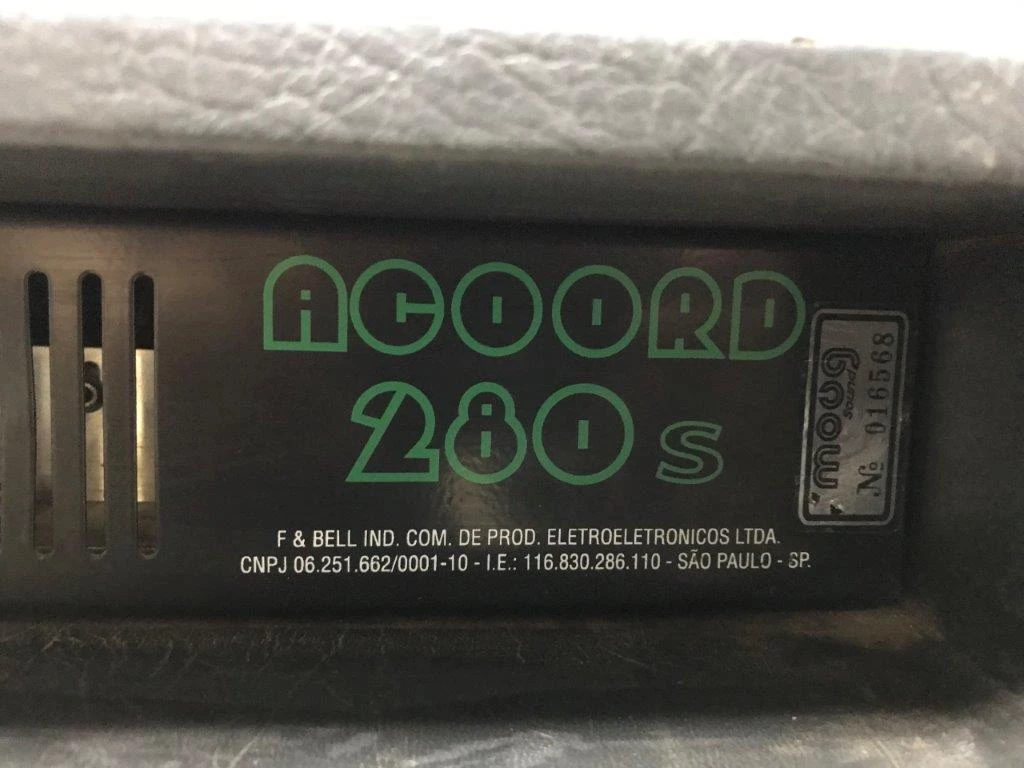 ACOORD
280 s
moog
sound
Nº 016568
F & BELL IND. COM. DE PROD. ELETROELETRONICOS LTDA.
CNPJ 06.251.662/0001-10 - I.E.: 116.830.286.110 - SÃO PAULO - SP.